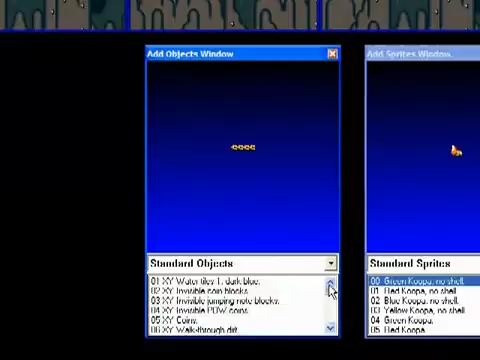 Add Objects Window
Add Sprites Window
Standard Objects
Standard Sprites
01 XY Water tiles 1, dark blue.
02 XY Invisible coin blocks.
03 XY Invisible jumping note blocks.
04 XY Invisible POW coins.
05 XY Coins.
06 XY Walk-through dirt.
00 Green Koopa, no shell
01 Red Koopa, no shell
02 Blue Koopa, no shell
03 Yellow Koopa, no shell
04 Green Koopa
05 Red Koopa